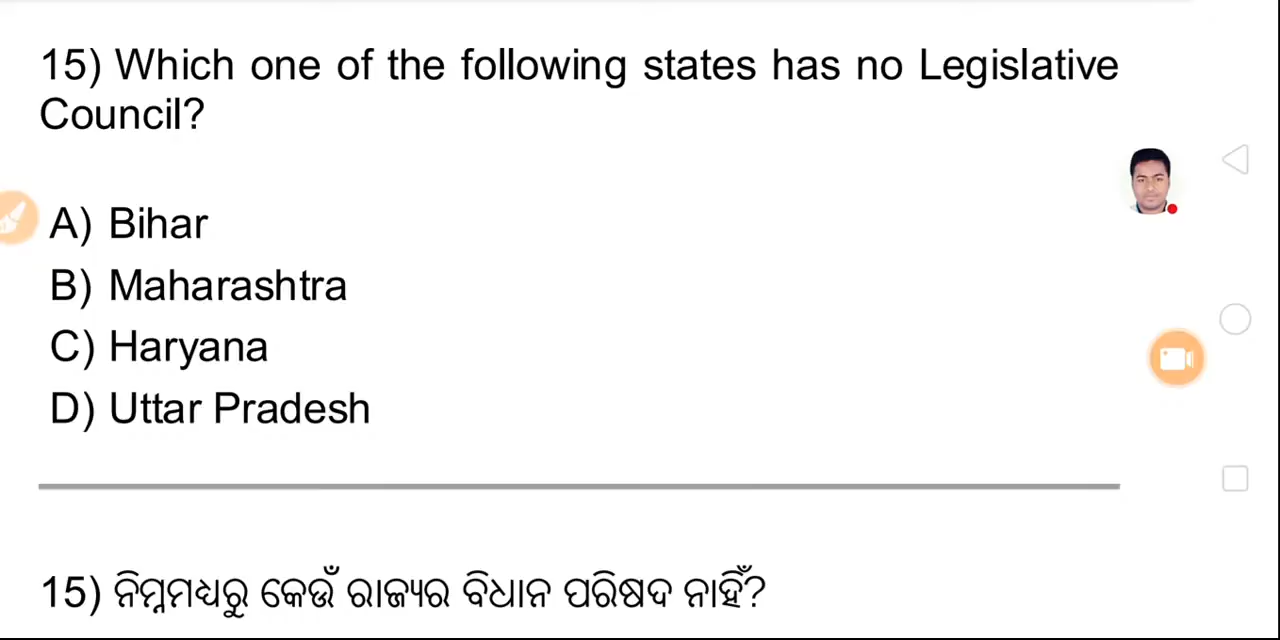 15) Which one of the following states has no Legislative
Council?
A) Bihar
B) Maharashtra
C) Haryana
D) Uttar Pradesh
15) ନିମ୍ନମଧ୍ୟରୁ କେଉଁ ରାଜ୍ୟର ବିଧାନ ପରିଷଦ ନାହିଁ?